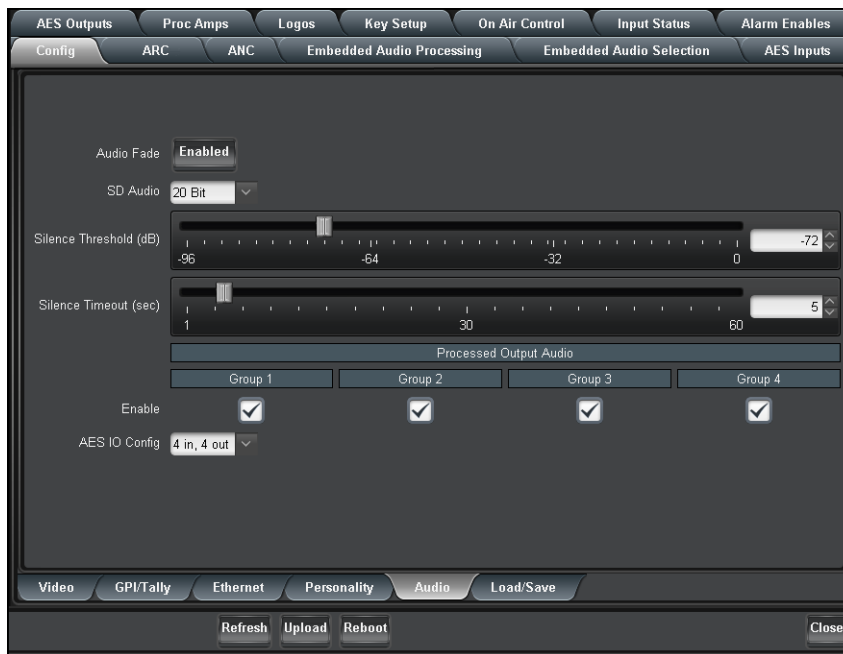 AES Outputs Proc Amps Logos Key Setup On Air Control Input Status Alarm Enables
Config ARC ANC Embedded Audio Processing Embedded Audio Selection AES Inputs
Audio Fade Enabled
SD Audio 20 Bit
Silence Threshold (dB) -72
-96 -64 -32 0
Silence Timeout (sec) 5
1 30 60
Processed Output Audio
Group 1 Group 2 Group 3 Group 4
Enable
AES IO Config 4 in, 4 out
Video GPI/Tally Ethernet Personality Audio Load/Save
Refresh Upload Reboot Close